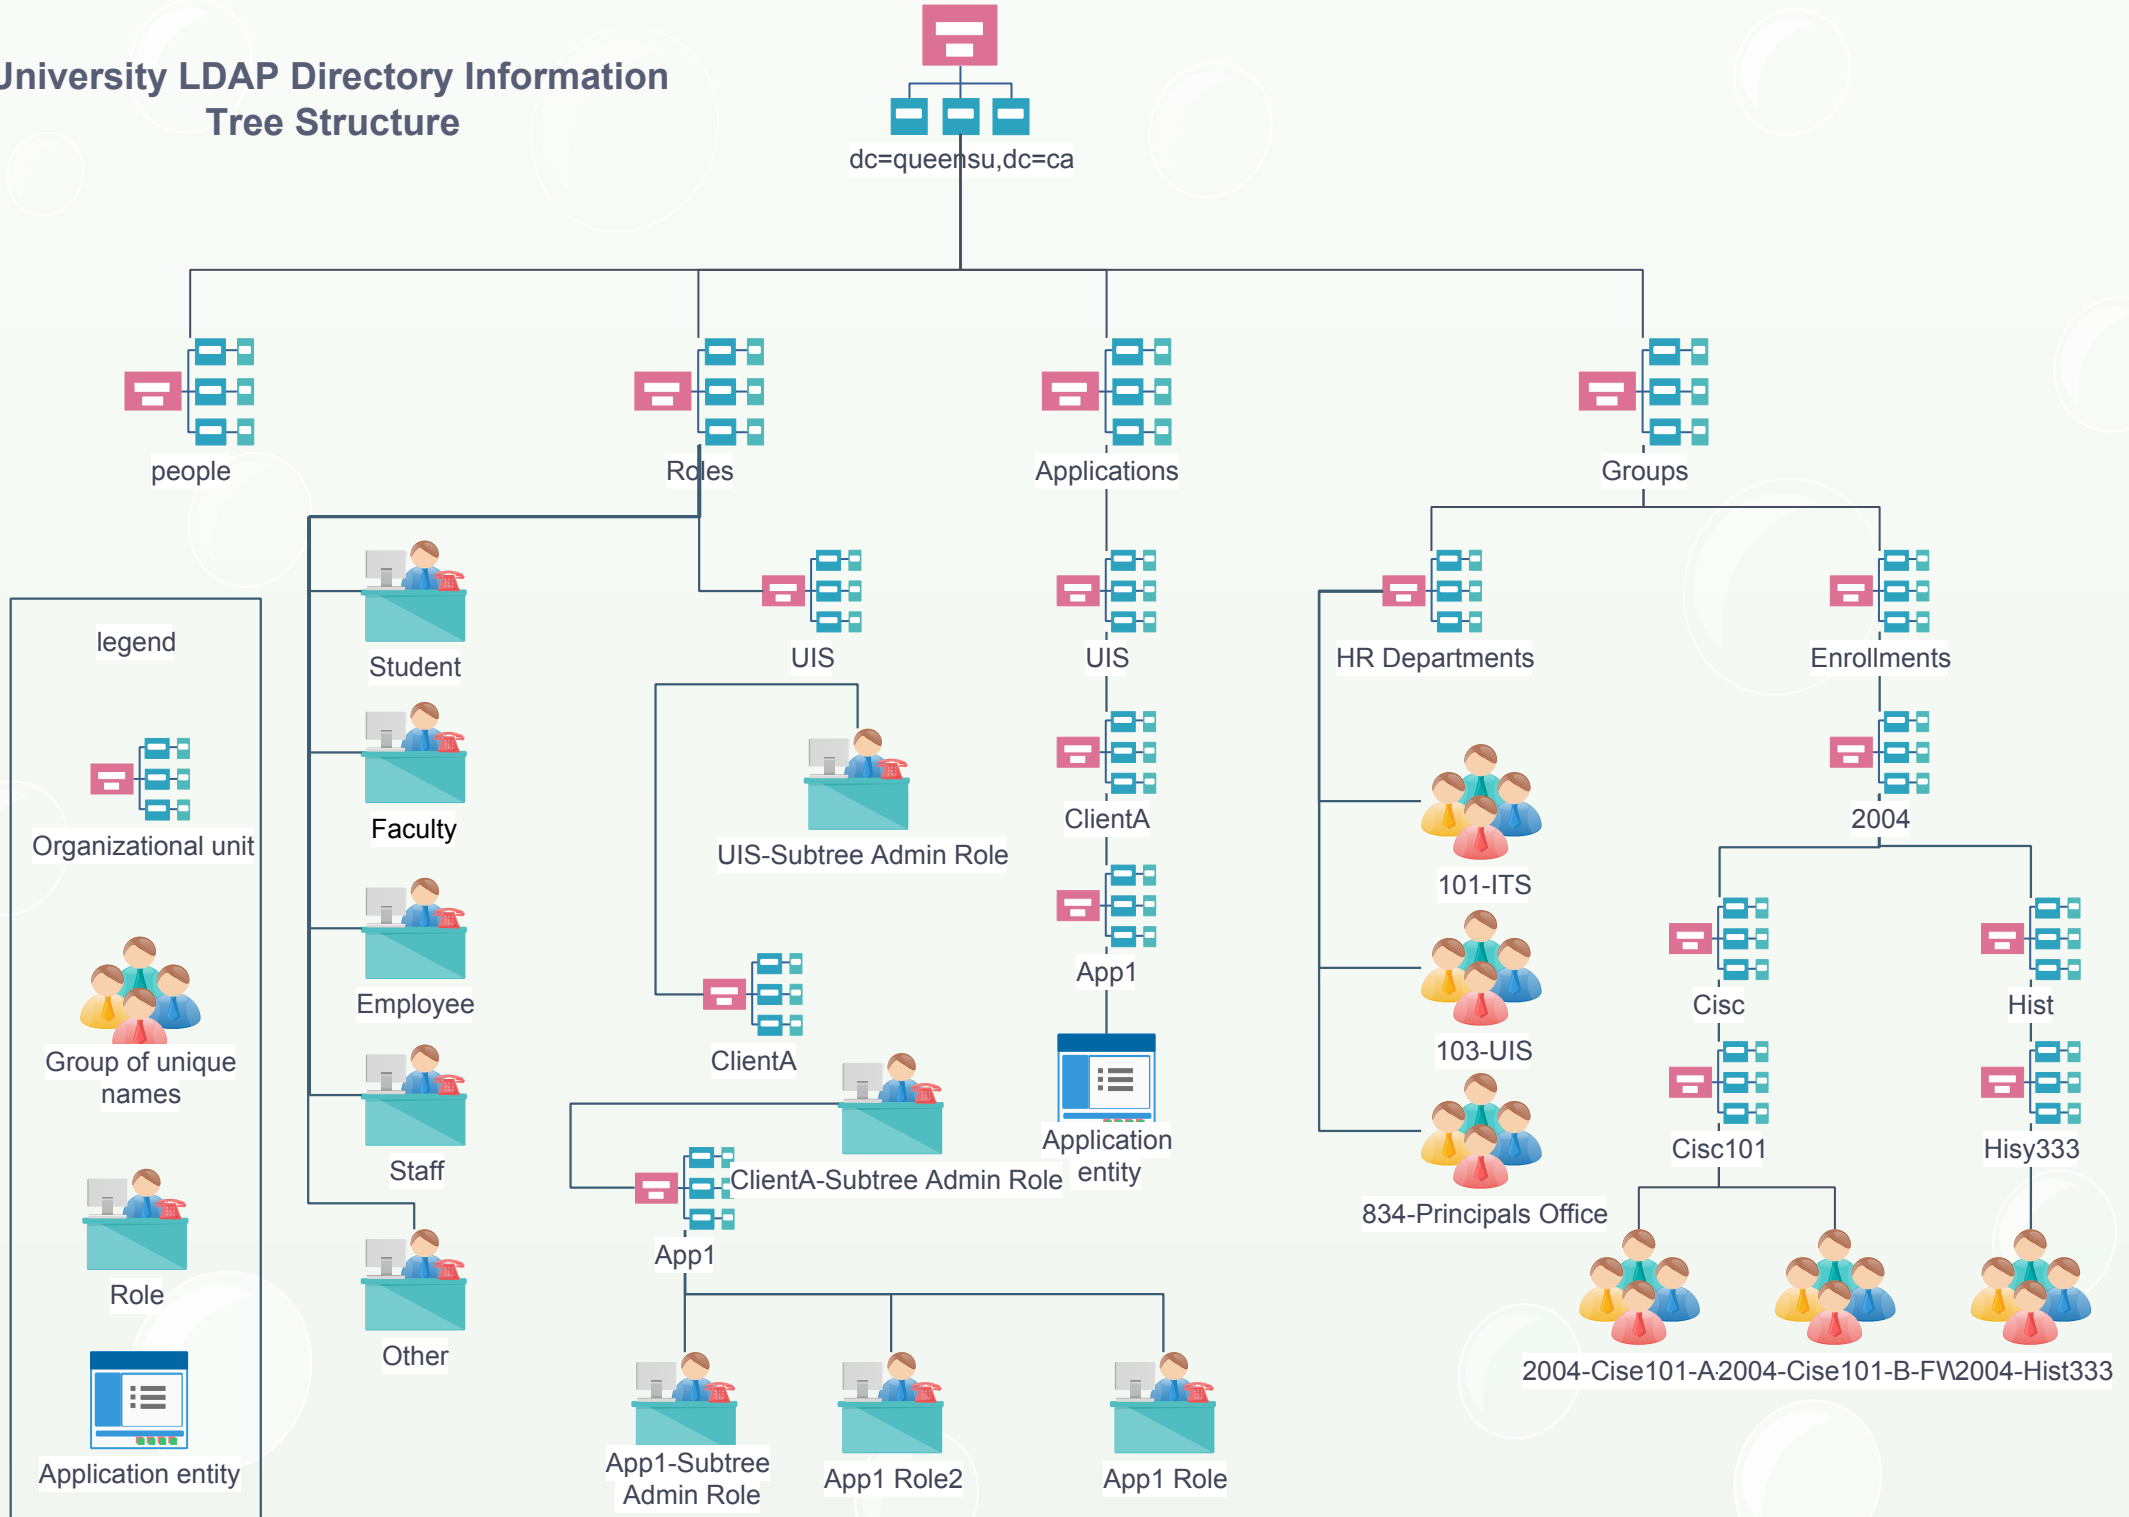 University LDAP Directory Information
Tree Structure
dc=queensu,dc=ca
people
Roles
Applications
Groups
legend
Organizational unit
Group of unique
names
Role
Application entity
Student
Faculty
Employee
Staff
Other
UIS
UIS-Subtree Admin Role
ClientA
ClientA-Subtree Admin Role
App1
App1-Subtree
Admin Role
App1 Role2
App1 Role
UIS
ClientA
App1
Application
entity
HR Departments
101-ITS
103-UIS
834-Principals Office
Enrollments
2004
Cisc
Hist
Cisc101
Hisy333
2004-Cise101-A
2004-Cise101-B-FW
2004-Hist333